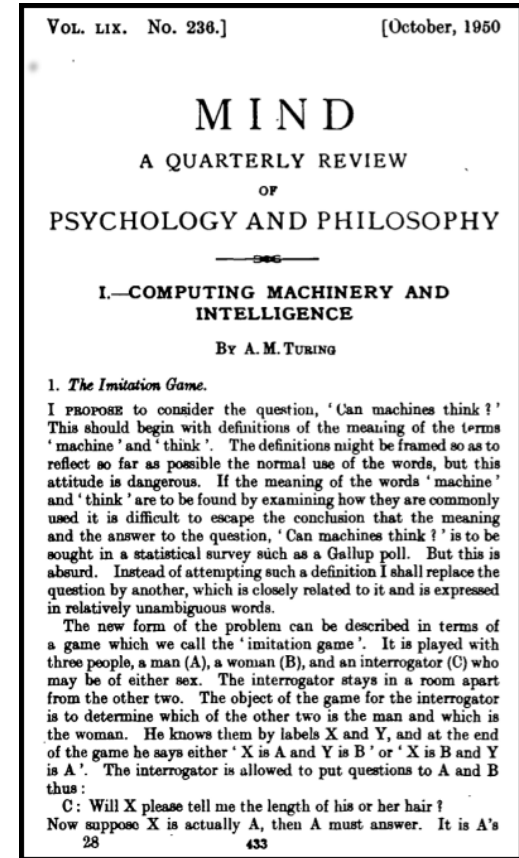 VOL. LIX. No. 236.] [October, 1950
MIND
A QUARTERLY REVIEW
OF
PSYCHOLOGY AND PHILOSOPHY
I.—COMPUTING MACHINERY AND
INTELLIGENCE
BY A. M. TURING
1. The Imitation Game.
I PROPOSE to consider the question, ‘Can machines think ?’
This should begin with definitions of the meaning of the terms
‘machine’ and ‘think’. The definitions might be framed so as to
reflect so far as possible the normal use of the words, but this
attitude is dangerous. If the meaning of the words ‘machine’
and ‘think’ are to be found by examining how they are commonly
used it is difficult to escape the conclusion that the meaning
and the answer to the question, ‘Can machines think ?’ is to be
sought in a statistical survey such as a Gallup poll. But this is
absurd. Instead of attempting such a definition I shall replace the
question by another, which is closely related to it and is expressed
in relatively unambiguous words.
The new form of the problem can be described in terms of
a game which we call the ‘imitation game’. It is played with
three people, a man (A), a woman (B), and an interrogator (C) who
may be of either sex. The interrogator stays in a room apart
from the other two. The object of the game for the interrogator
is to determine which of the other two is the man and which is
the woman. He knows them by labels X and Y, and at the end
of the game he says either ‘X is A and Y is B’ or ‘X is B and Y
is A’. The interrogator is allowed to put questions to A and B
thus :
C : Will X please tell me the length of his or her hair ?
Now suppose X is actually A, then A must answer. It is A's
28 433